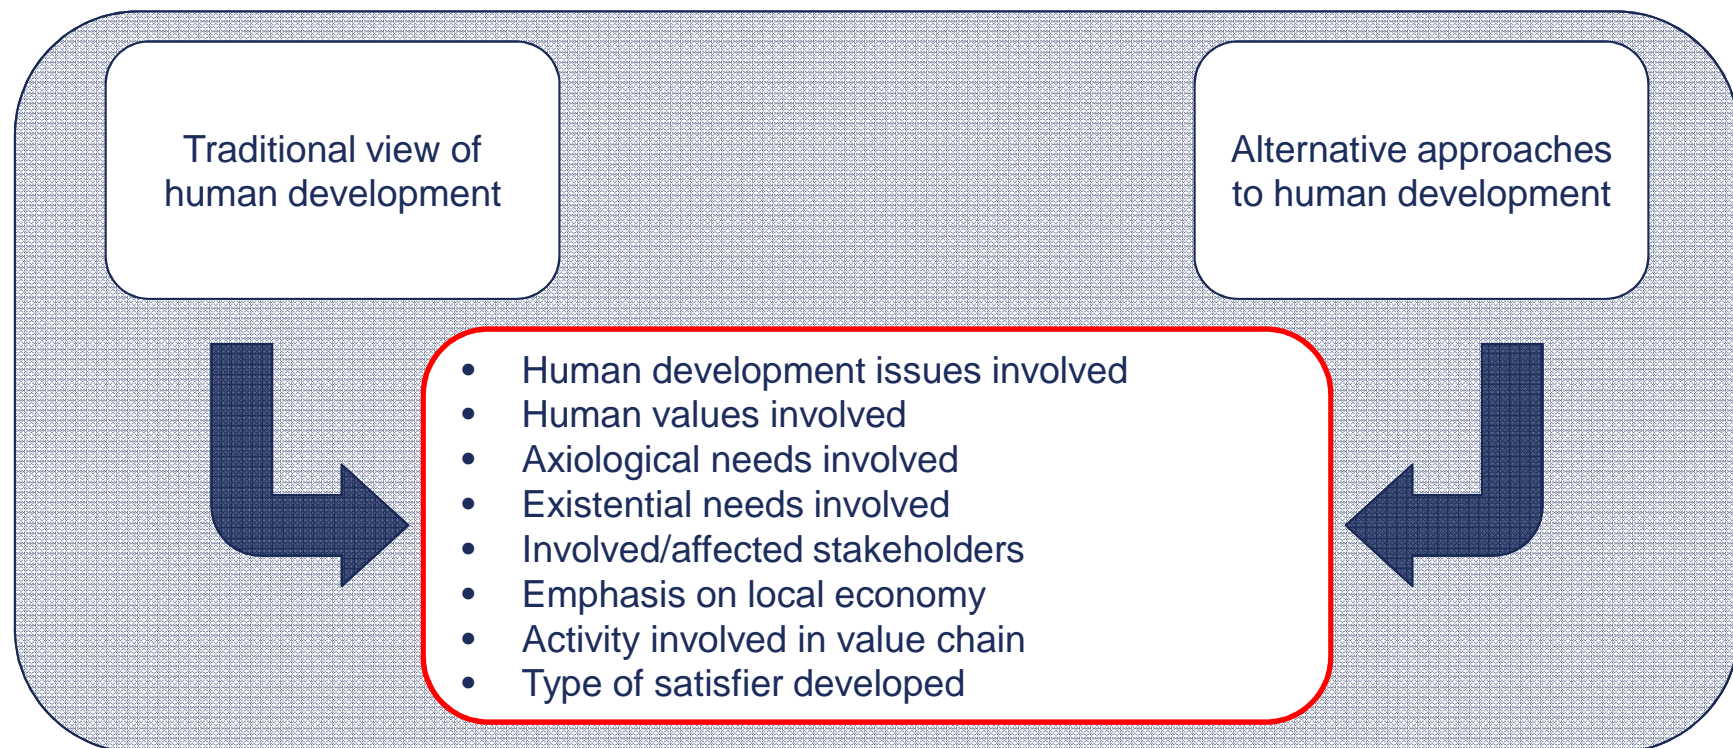 Traditional view of
human development
Alternative approaches
to human development
• Human development issues involved
• Human values involved
• Axiological needs involved
• Existential needs involved
• Involved/affected stakeholders
• Emphasis on local economy
• Activity involved in value chain
• Type of satisfier developed